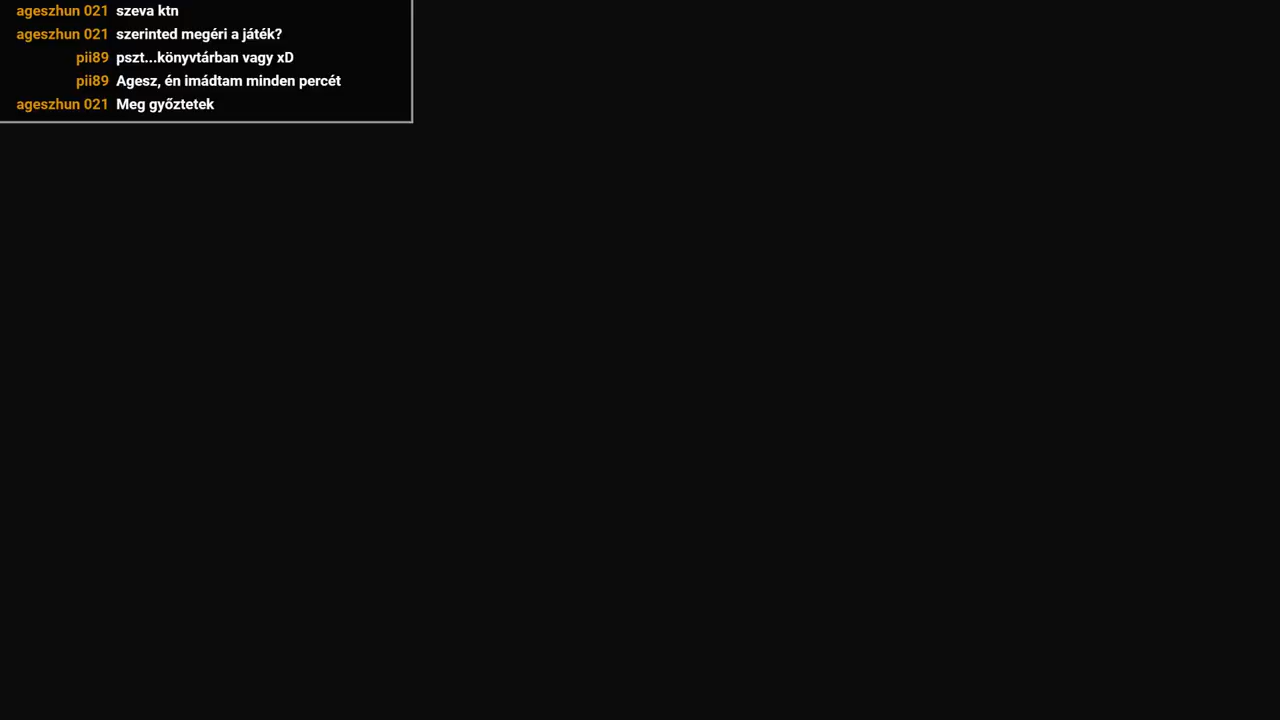 ageszhun 021 szeva ktn
ageszhun 021 szerinted megéri a játék?
pii89 pszt...könyvtárban vagy xD
pii89 Agesz, én imádtam minden percét
ageszhun 021 Meg győztetek